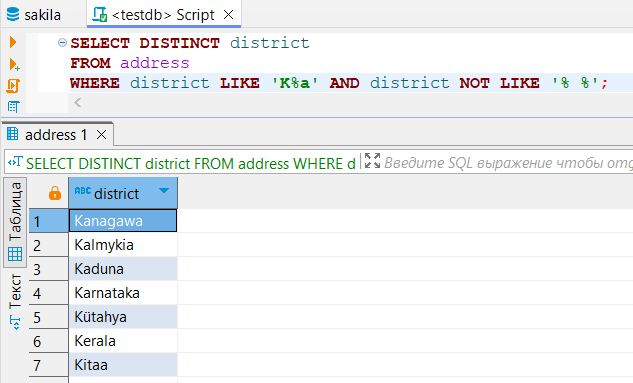 sakila
<testdb> Script
SELECT DISTINCT district
FROM address
WHERE district LIKE 'K%a' AND district NOT LIKE '% %';
address 1
SELECT DISTINCT district FROM address WHERE d
Введите SQL выражение чтобы отф
Таблица
Текст
ABC district
1 Kanagawa
2 Kalmykia
3 Kaduna
4 Karnataka
5 Kütahya
6 Kerala
7 Kitaa